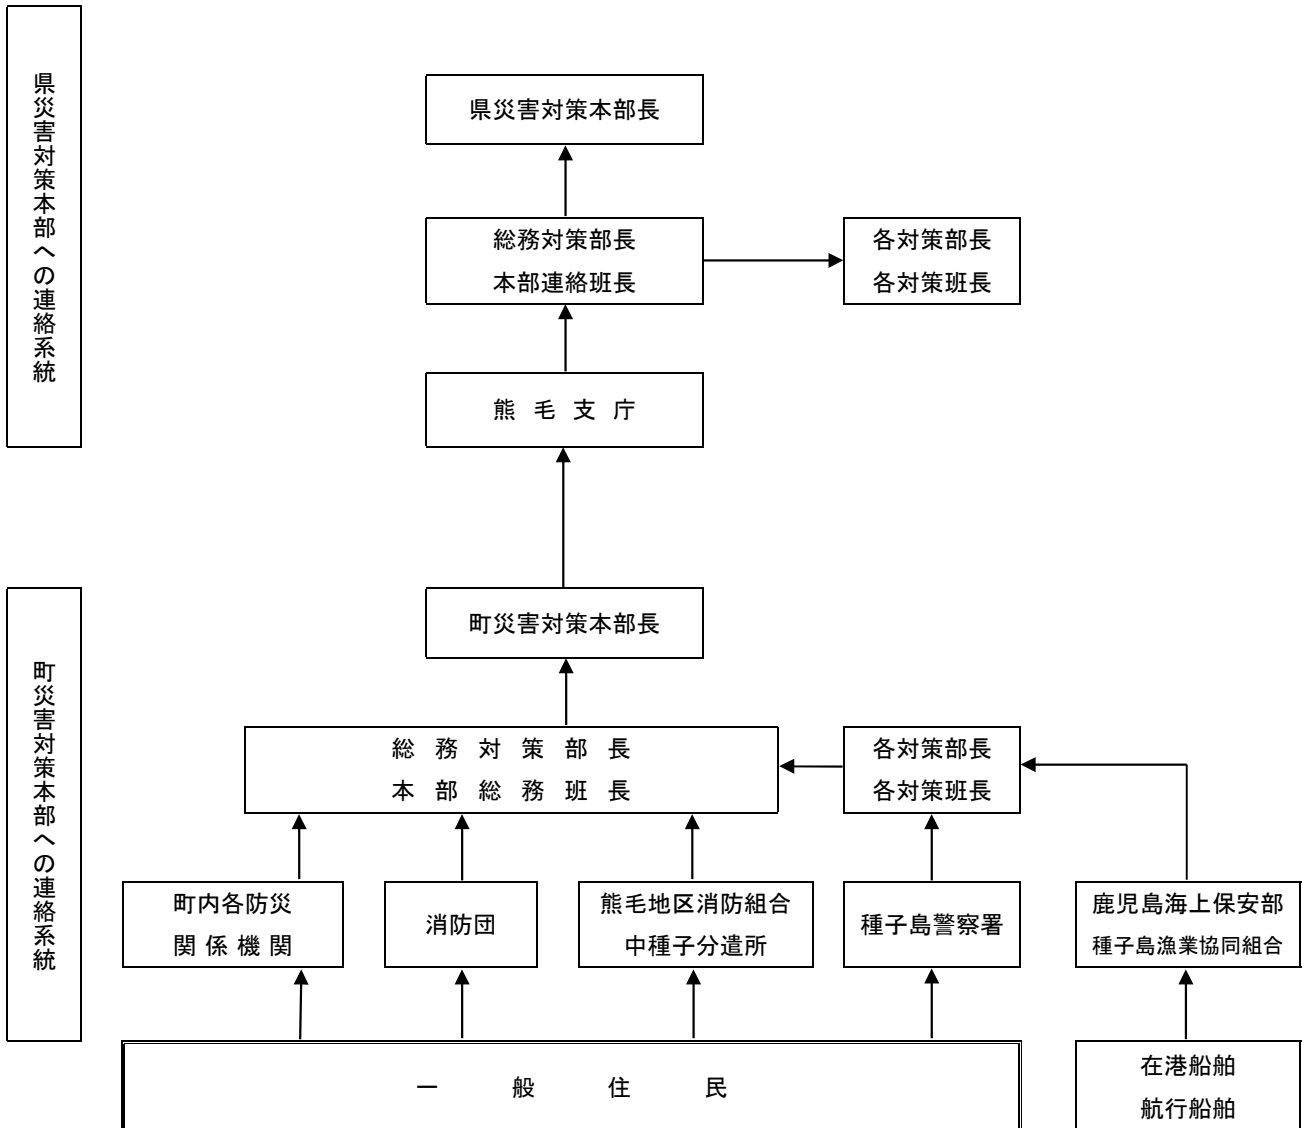 県災害対策本部への連絡系統
県災害対策本部長
総務対策部長
本部連絡班長
各対策部長
各対策班長
熊毛支庁
町災害対策本部への連絡系統
町災害対策本部長
総務対策部長
本部総務班長
各対策部長
各対策班長
町内各防災
関係機関
消防団
熊毛地区消防組合
中種子分遣所
種子島警察署
鹿児島海上保安部
種子島漁業協同組合
一般住民
在港船舶
航行船舶